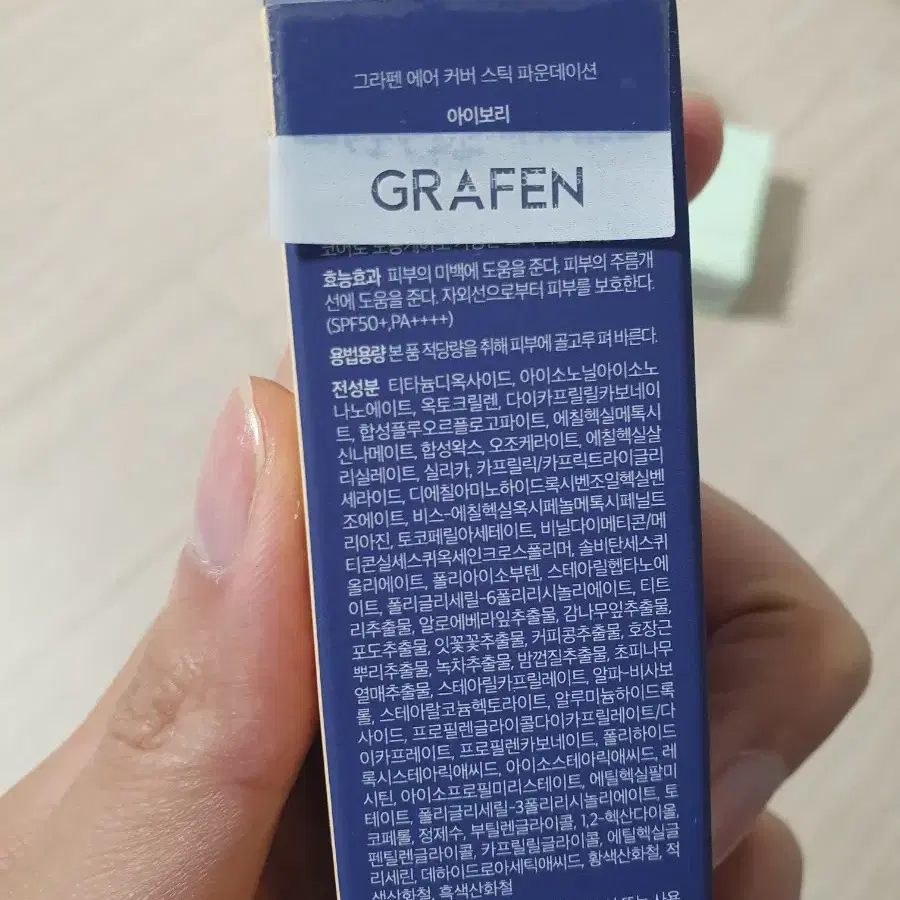 그라펜 에어 커버 스틱 파운데이션
아이보리
GRAFEN
효능효과 피부의 미백에 도움을 준다. 피부의 주름개
선에 도움을 준다. 자외선으로부터 피부를 보호한다.
(SPF50+,PA++++)
용법용량 본 품 적당량을 취해 피부에 골고루 펴 바른다.
전성분 티타늄디옥사이드, 아이소노닐아이소노
나노에이트, 옥토크릴렌, 다이카프릴릴카보네이
트, 합성플루오르플로고파이트, 에칠헥실메톡시
신나메이트, 합성왁스, 오조케라이트, 에칠헥실살
리실레이트, 실리카, 카프릴릭/카프릭트라이글리
세라이드, 디에칠아미노하이드록시벤조일헥실벤
조에이트, 비스-에칠헥실옥시페놀메톡시페닐트
리아진, 토코페릴아세테이트, 비닐다이메티콘/메
티콘실세스퀴옥세인크로스폴리머, 솔비탄세스퀴
올리에이트, 폴리아이소부텐, 스테아릴헵타노에
이트, 폴리글리세릴-6폴리리시놀리에이트, 티트
리추출물, 알로에베라잎추출물, 감나무잎추출물,
포도추출물, 잇꽃꽃추출물, 커피콩추출물, 호장근
뿌리추출물, 녹차추출물, 밤껍질추출물, 초피나무
열매추출물, 스테아릴카프릴레이트, 알파-비사보
롤, 스테아랄코늄헥토라이트, 알루미늄하이드록
사이드, 프로필렌글라이콜다이카프릴레이트/다
이카프레이트, 프로필렌카보네이트, 폴리하이드
록시스테아릭애씨드, 아이소스테아릭애씨드, 레
시틴, 아이소프로필미리스테이트, 에틸헥실팔미
테이트, 폴리글리세릴-3폴리리시놀리에이트, 토
코페롤, 정제수, 부틸렌글라이콜, 1,2-헥산다이올,
펜틸렌글라이콜, 카프릴릴글라이콜, 에틸헥실글
리세린, 데하이드로아세틱애씨드, 황색산화철, 적
색산화철, 흑색산화철